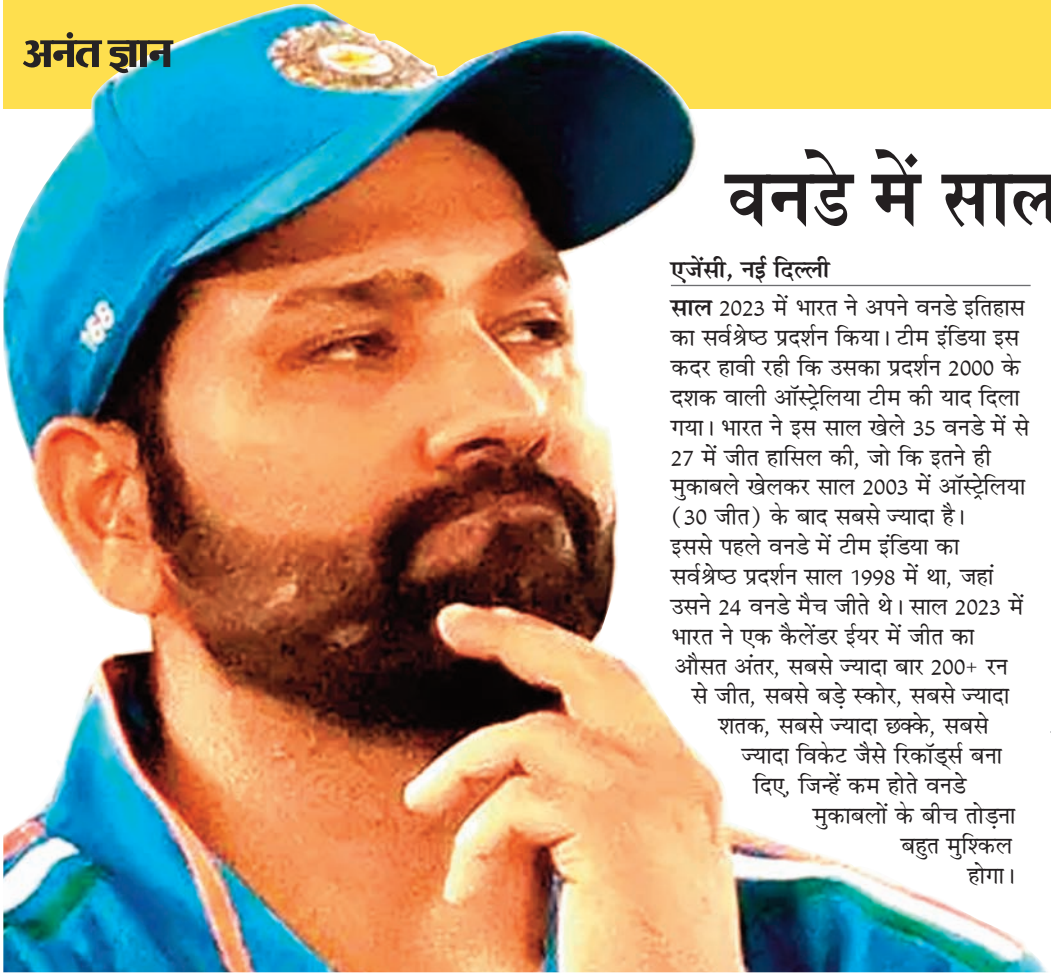 अनंत ज्ञान
वनडे में साल
एजेंसी, नई दिल्ली
साल 2023 में भारत ने अपने वनडे इतिहास
का सर्वश्रेष्ठ प्रदर्शन किया। टीम इंडिया इस
कदर हावी रही कि उसका प्रदर्शन 2000 के
दशक वाली ऑस्ट्रेलिया टीम की याद दिला
गया। भारत ने इस साल खेले 35 वनडे में से
27 में जीत हासिल की, जो कि इतने ही
मुकाबले खेलकर साल 2003 में ऑस्ट्रेलिया
(30 जीत) के बाद सबसे ज्यादा है।
इससे पहले वनडे में टीम इंडिया का
सर्वश्रेष्ठ प्रदर्शन साल 1998 में था, जहां
उसने 24 वनडे मैच जीते थे। साल 2023 में
भारत ने एक कैलेंडर ईयर में जीत का
औसत अंतर, सबसे ज्यादा बार 200+ रन
से जीत, सबसे बड़े स्कोर, सबसे ज्यादा
शतक, सबसे ज्यादा छक्के, सबसे
ज्यादा विकेट जैसे रिकॉर्ड्स बना
दिए, जिन्हें कम होते वनडे
मुकाबलों के बीच तोड़ना
बहुत मुश्किल
होगा।
168